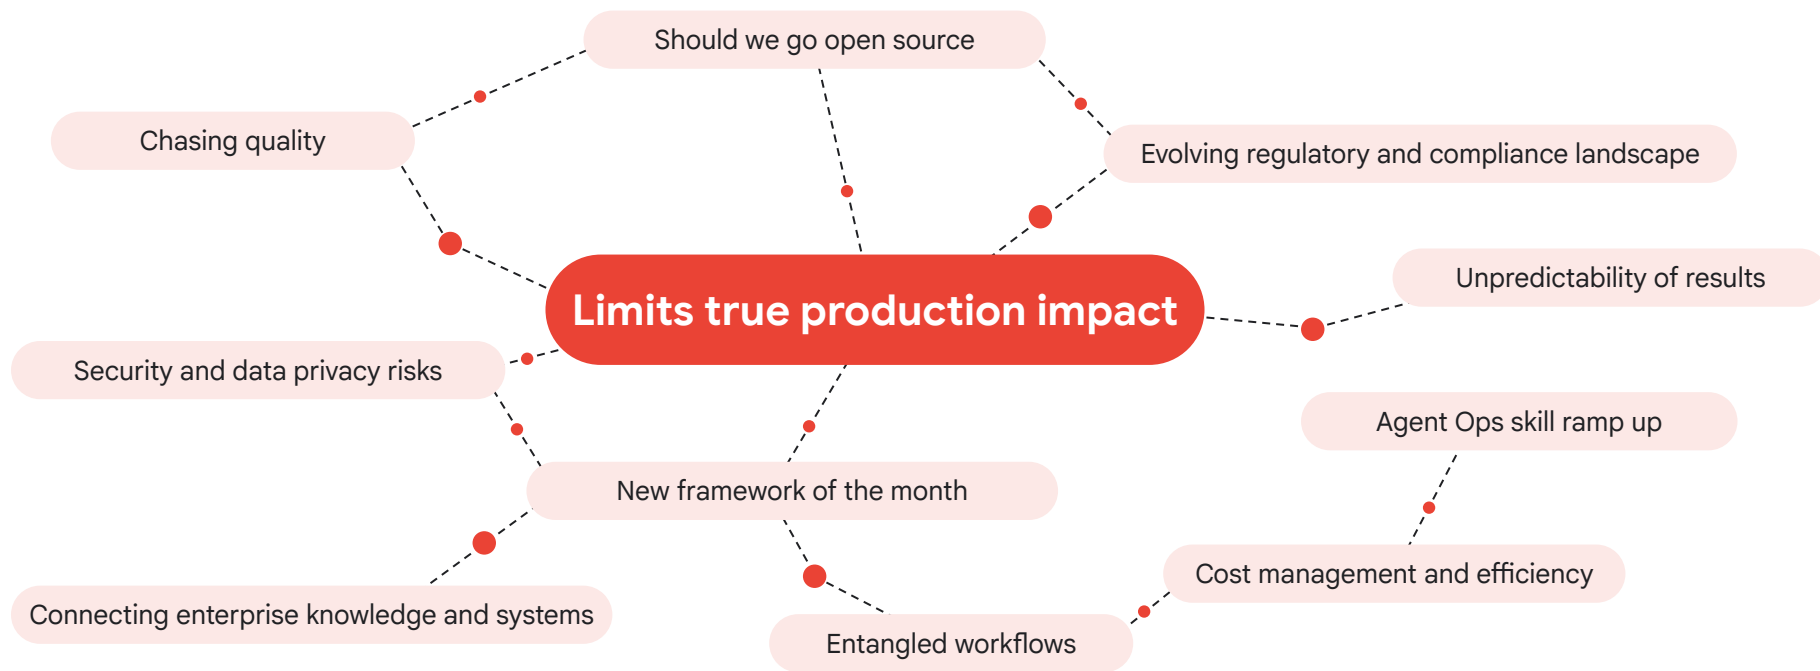 Should we go open source
Chasing quality
Evolving regulatory and compliance landscape
Limits true production impact
Unpredictability of results
Security and data privacy risks
Agent Ops skill ramp up
New framework of the month
Cost management and efficiency
Connecting enterprise knowledge and systems
Entangled workflows